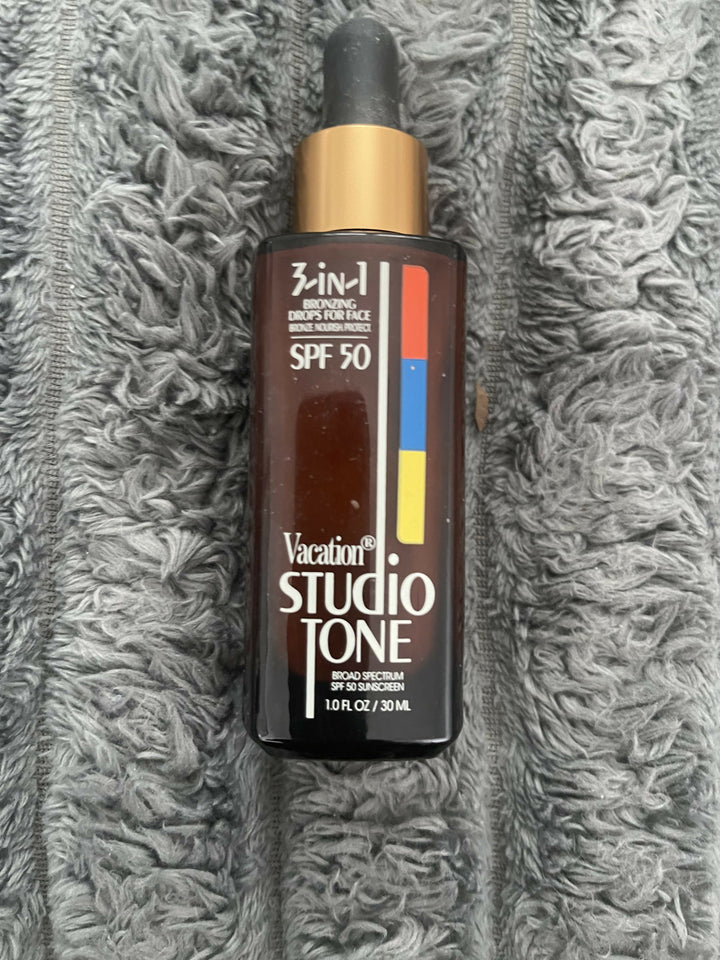 3-in-1
BRONZING
DROPS FOR FACE
BRONZE. NOURISH. PROTECT.
SPF 50
Vacation®
STUdio
TONE
BROAD SPECTRUM
SPF 50 SUNSCREEN
1.0 FL OZ / 30 ML